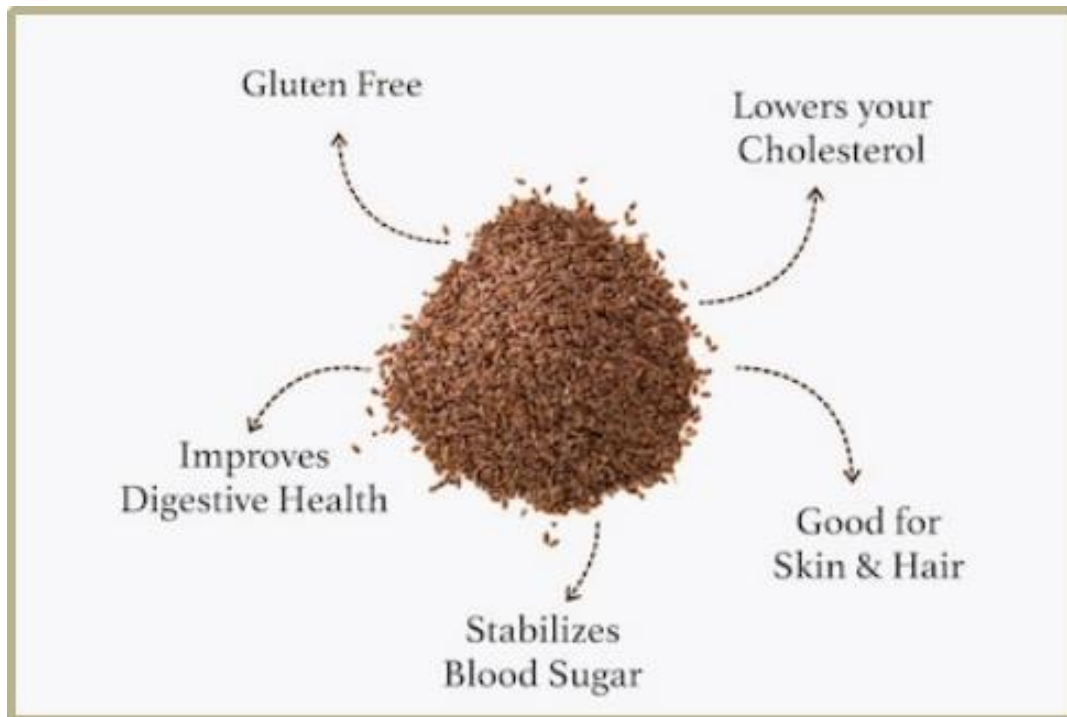 Gluten Free
Lowers your
Cholesterol
Improves
Digestive Health
Good for
Skin & Hair
Stabilizes
Blood Sugar